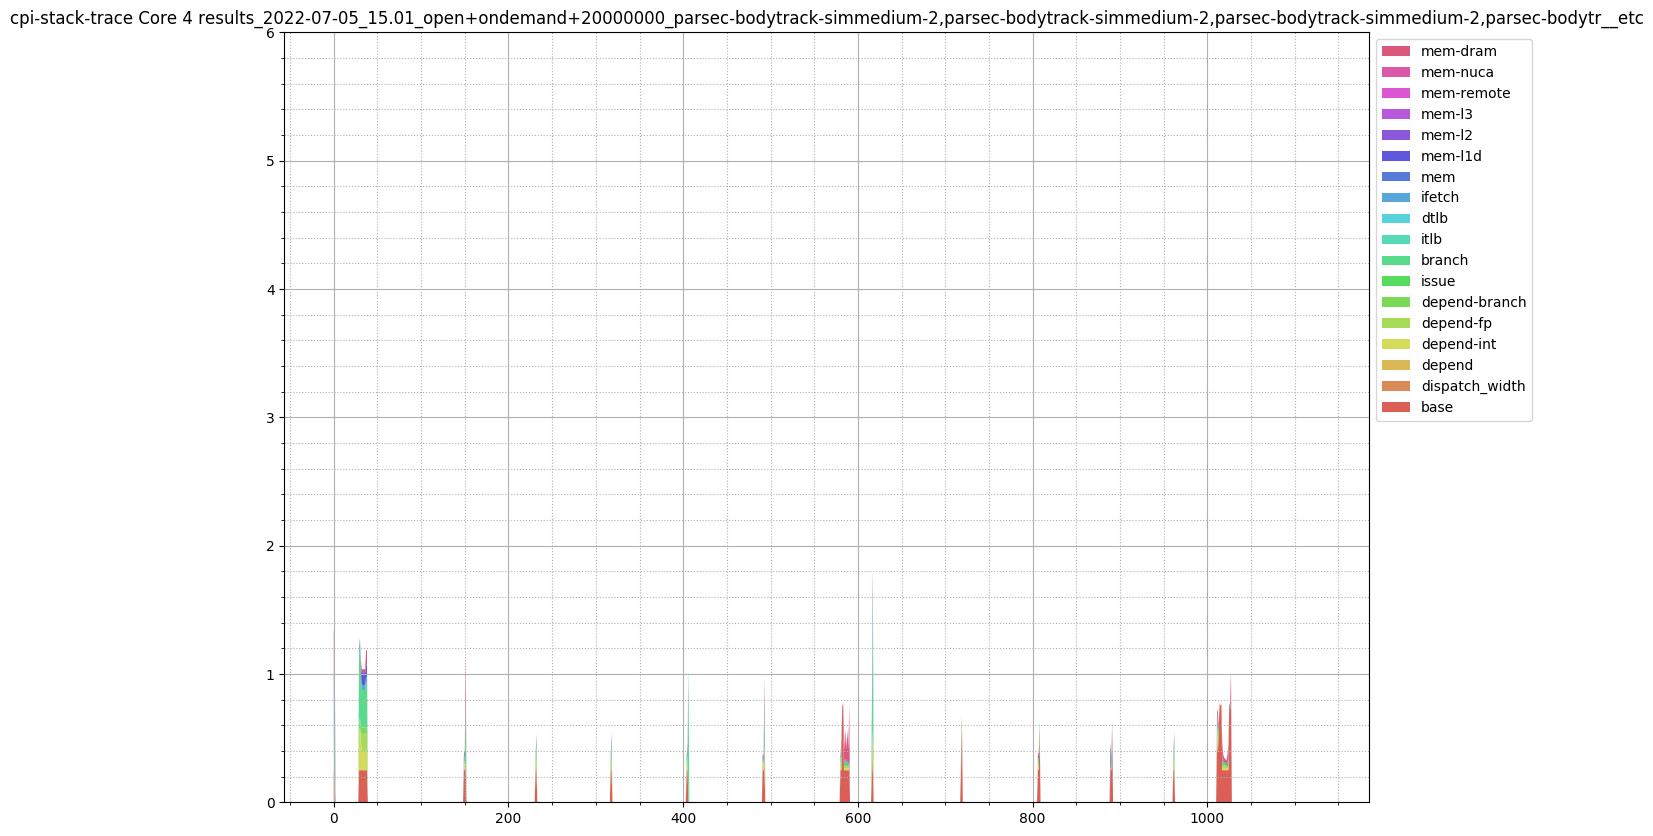 cpi-stack-trace Core 4 results_2022-07-05_15.01_open+ondemand+20000000_parsec-bodytrack-simmedium-2,parsec-bodytrack-simmedium-2,parsec-bodytrack-simmedium-2,parsec-bodytr__etc
6
5
4
3
2
1
0
0 200 400 600 800 1000
mem-dram
mem-nuca
mem-remote
mem-l3
mem-l2
mem-l1d
mem
ifetch
dtlb
itlb
branch
issue
depend-branch
depend-fp
depend-int
depend
dispatch_width
base